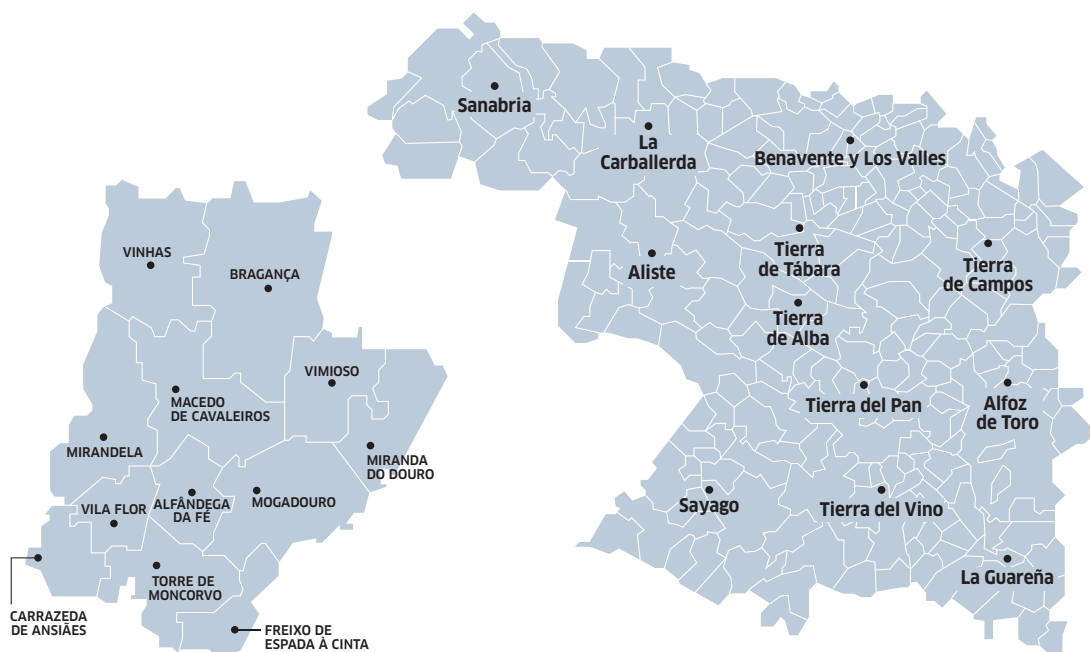 VINHAS
BRAGANÇA
VIMIOSO
MACEDO
DE CAVALEIROS
MIRANDELA
MIRANDA
DO DOURO
VILA FLOR
ALFÂNDEGA
DA FÉ
MOGADOURO
TORRE DE
MONCORVO
CARRAZEDA
DE ANSIÃES
FREIXO DE
ESPADA À CINTA
Sanabria
La
Carballerda
Benavente y Los Valles
Aliste
Tierra
de Tábara
Tierra
de Campos
Tierra
de Alba
Tierra del Pan
Alfoz
de Toro
Sayago
Tierra del Vino
La Guareña